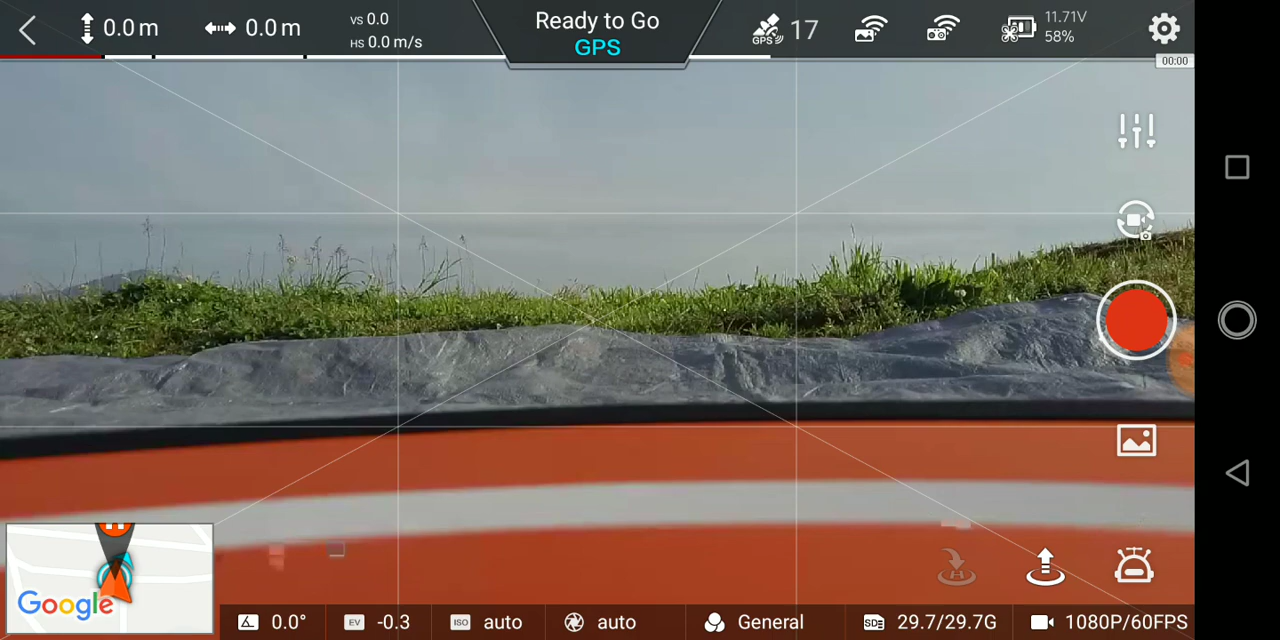 0.0 m
0.0 m
VS 0.0
HS 0.0 m/s
Ready to Go
GPS
GPS
17
11.71V
58%
00:00
H
Google
0.0°
EV -0.3
ISO auto
auto
General
SD 29.7/29.7G
1080P/60FPS